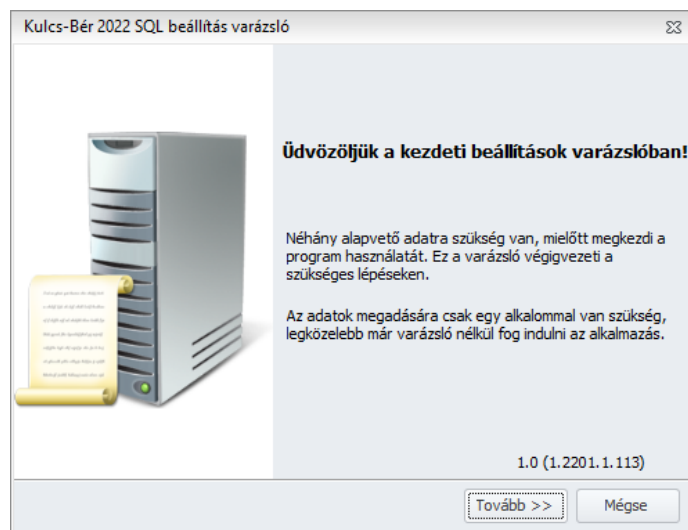 Kulcs-Bér 2022 SQL beállítás varázsló
Üdvözöljük a kezdeti beállítások varázslóban!
Néhány alapvető adatra szükség van, mielőtt megkezdi a
program használatát. Ez a varázsló végigvezeti a
szükséges lépéseken.
Az adatok megadására csak egy alkalommal van szükség,
legközelebb már varázsló nélkül fog indulni az alkalmazás.
1.0 (1.2201.1.113)
Tovább >>
Mégse